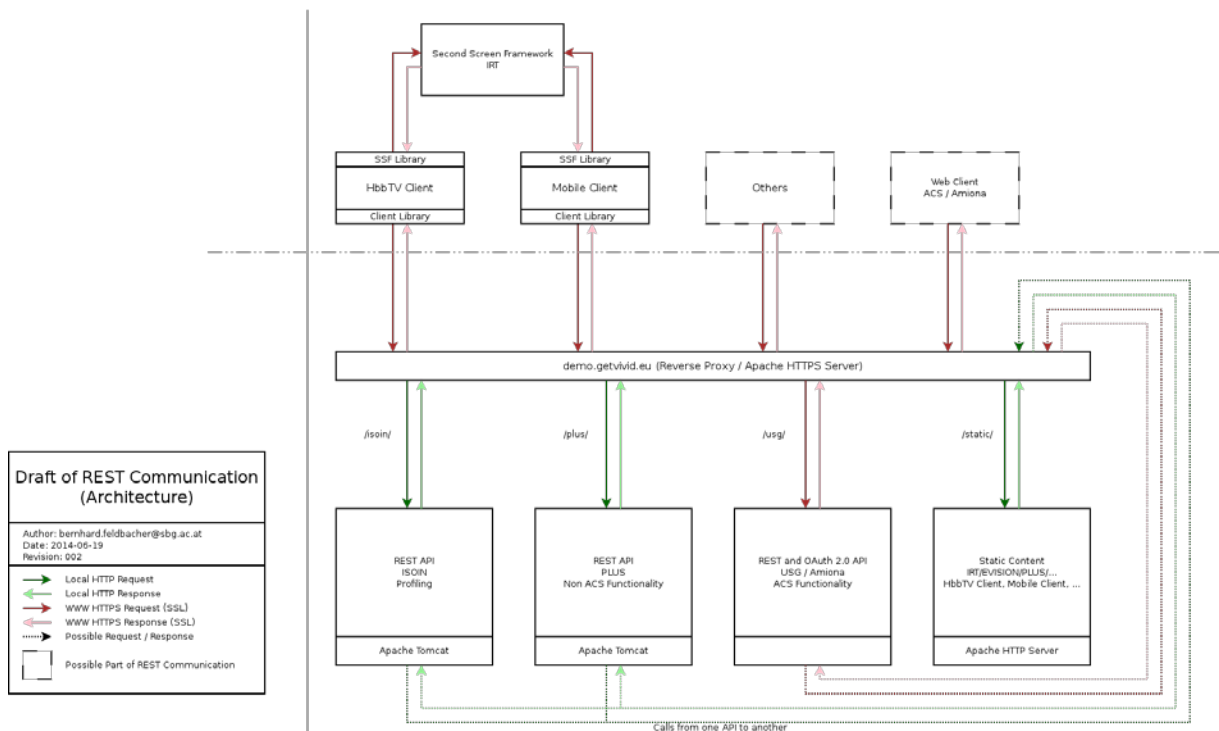 Second Screen Framework
IRT
SSF Library
HbbTV Client
Client Library
SSF Library
Mobile Client
Client Library
Others
Web Client
ACS / Amiona
demo.getvivid.eu (Reverse Proxy / Apache HTTPS Server)
/isoin/
/plus/
/usg/
/static/
REST API
ISOIN
Profiling
Apache Tomcat
REST API
PLUS
Non ACS Functionality
Apache Tomcat
REST and OAuth 2.0 API
USG / Amiona
ACS Functionality
Static Content
IRT/EVISION/PLUS/...
HbbTV Client, Mobile Client, ...
Apache HTTP Server
Calls from one API to another
Draft of REST Communication
(Architecture)
Author: bernhard.feldbacher@sbg.ac.at
Date: 2014-06-19
Revision: 002
Local HTTP Request
Local HTTP Response
WWW HTTPS Request (SSL)
WWW HTTPS Response (SSL)
Possible Request / Response
Possible Part of REST Communication